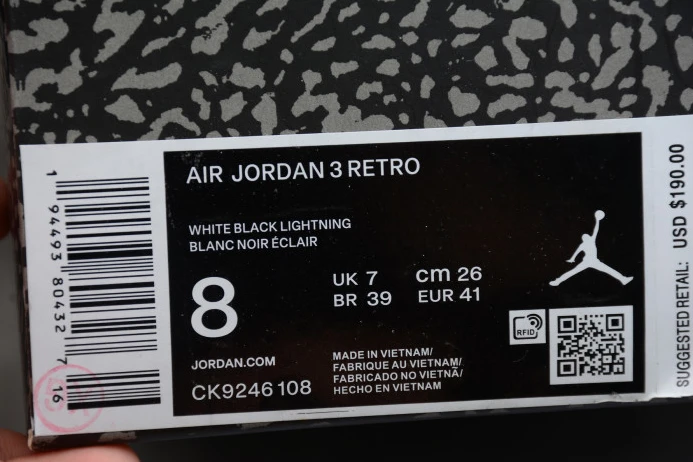 AIR JORDAN 3 RETRO
WHITE BLACK LIGHTNING
BLANC NOIR ÉCLAIR
8
UK 7 cm 26
BR 39 EUR 41
JORDAN.COM
CK9246 108
MADE IN VIETNAM/
FABRIQUE AU VIETNAM/
FABRICADO NO VIETNÃ/
HECHO EN VIETNAM
RFID
1 94493 80432 7 16
SUGGESTED RETAIL: USD $190.00